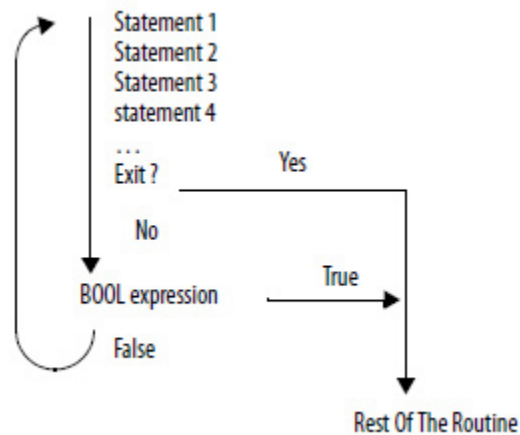 Statement 1
Statement 2
Statement 3
statement 4
...
Exit ?
Yes
No
BOOL expression
True
False
Rest Of The Routine